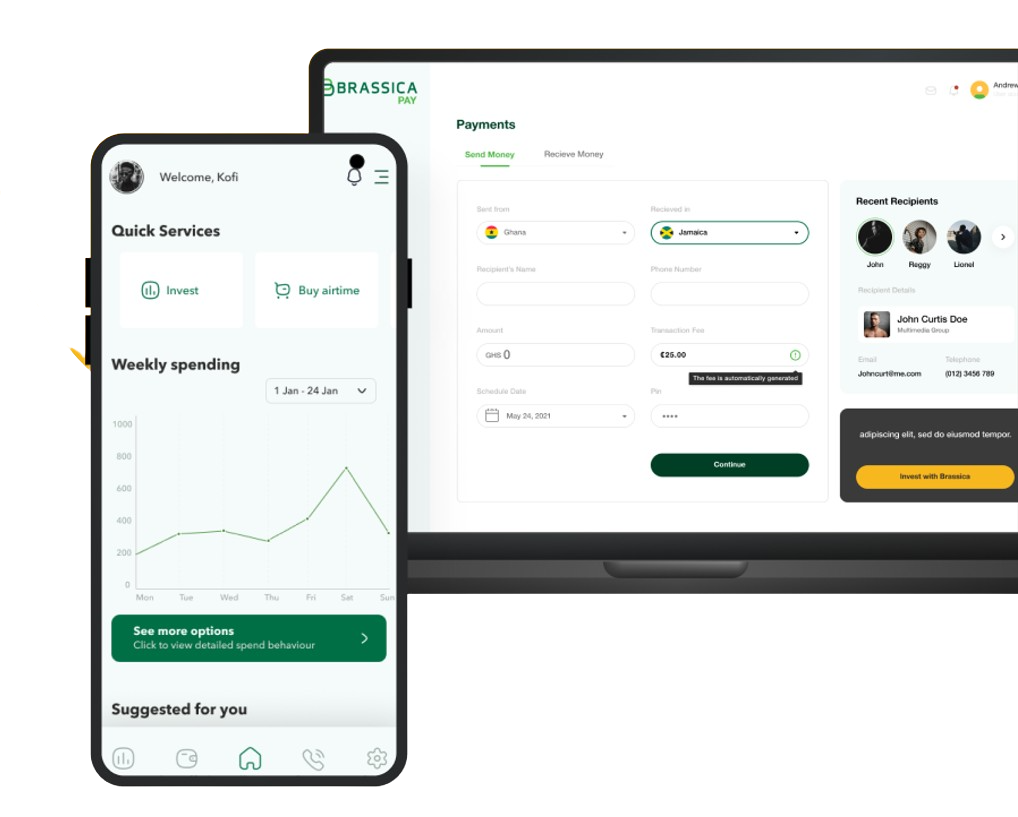 BRASSICA
PAY
Andrew
Payments
Send Money
Recieve Money
Sent from
Recieved in
Ghana
Jamaica
Recipient's Name
Phone Number
Amount
Transaction Fee
GHS 0
₵25.00
The fee is automatically generated
Schedule Date
Pin
May 24, 2021
Continue
Recent Recipients
John
Reggy
Lionel
Recipient Details
John Curtis Doe
Multimedia Group
Email
Telephone
Johncurt@me.com
(012) 3456 789
adipiscing elit, sed do eiusmod tempor.
Invest with Brassica
Welcome, Kofi
Quick Services
Invest
Buy airtime
Weekly spending
1 Jan - 24 Jan
1000
800
600
400
200
0
Mon Tue Wed Thu Fri Sat Sun
See more options
Click to view detailed spend behaviour
Suggested for you